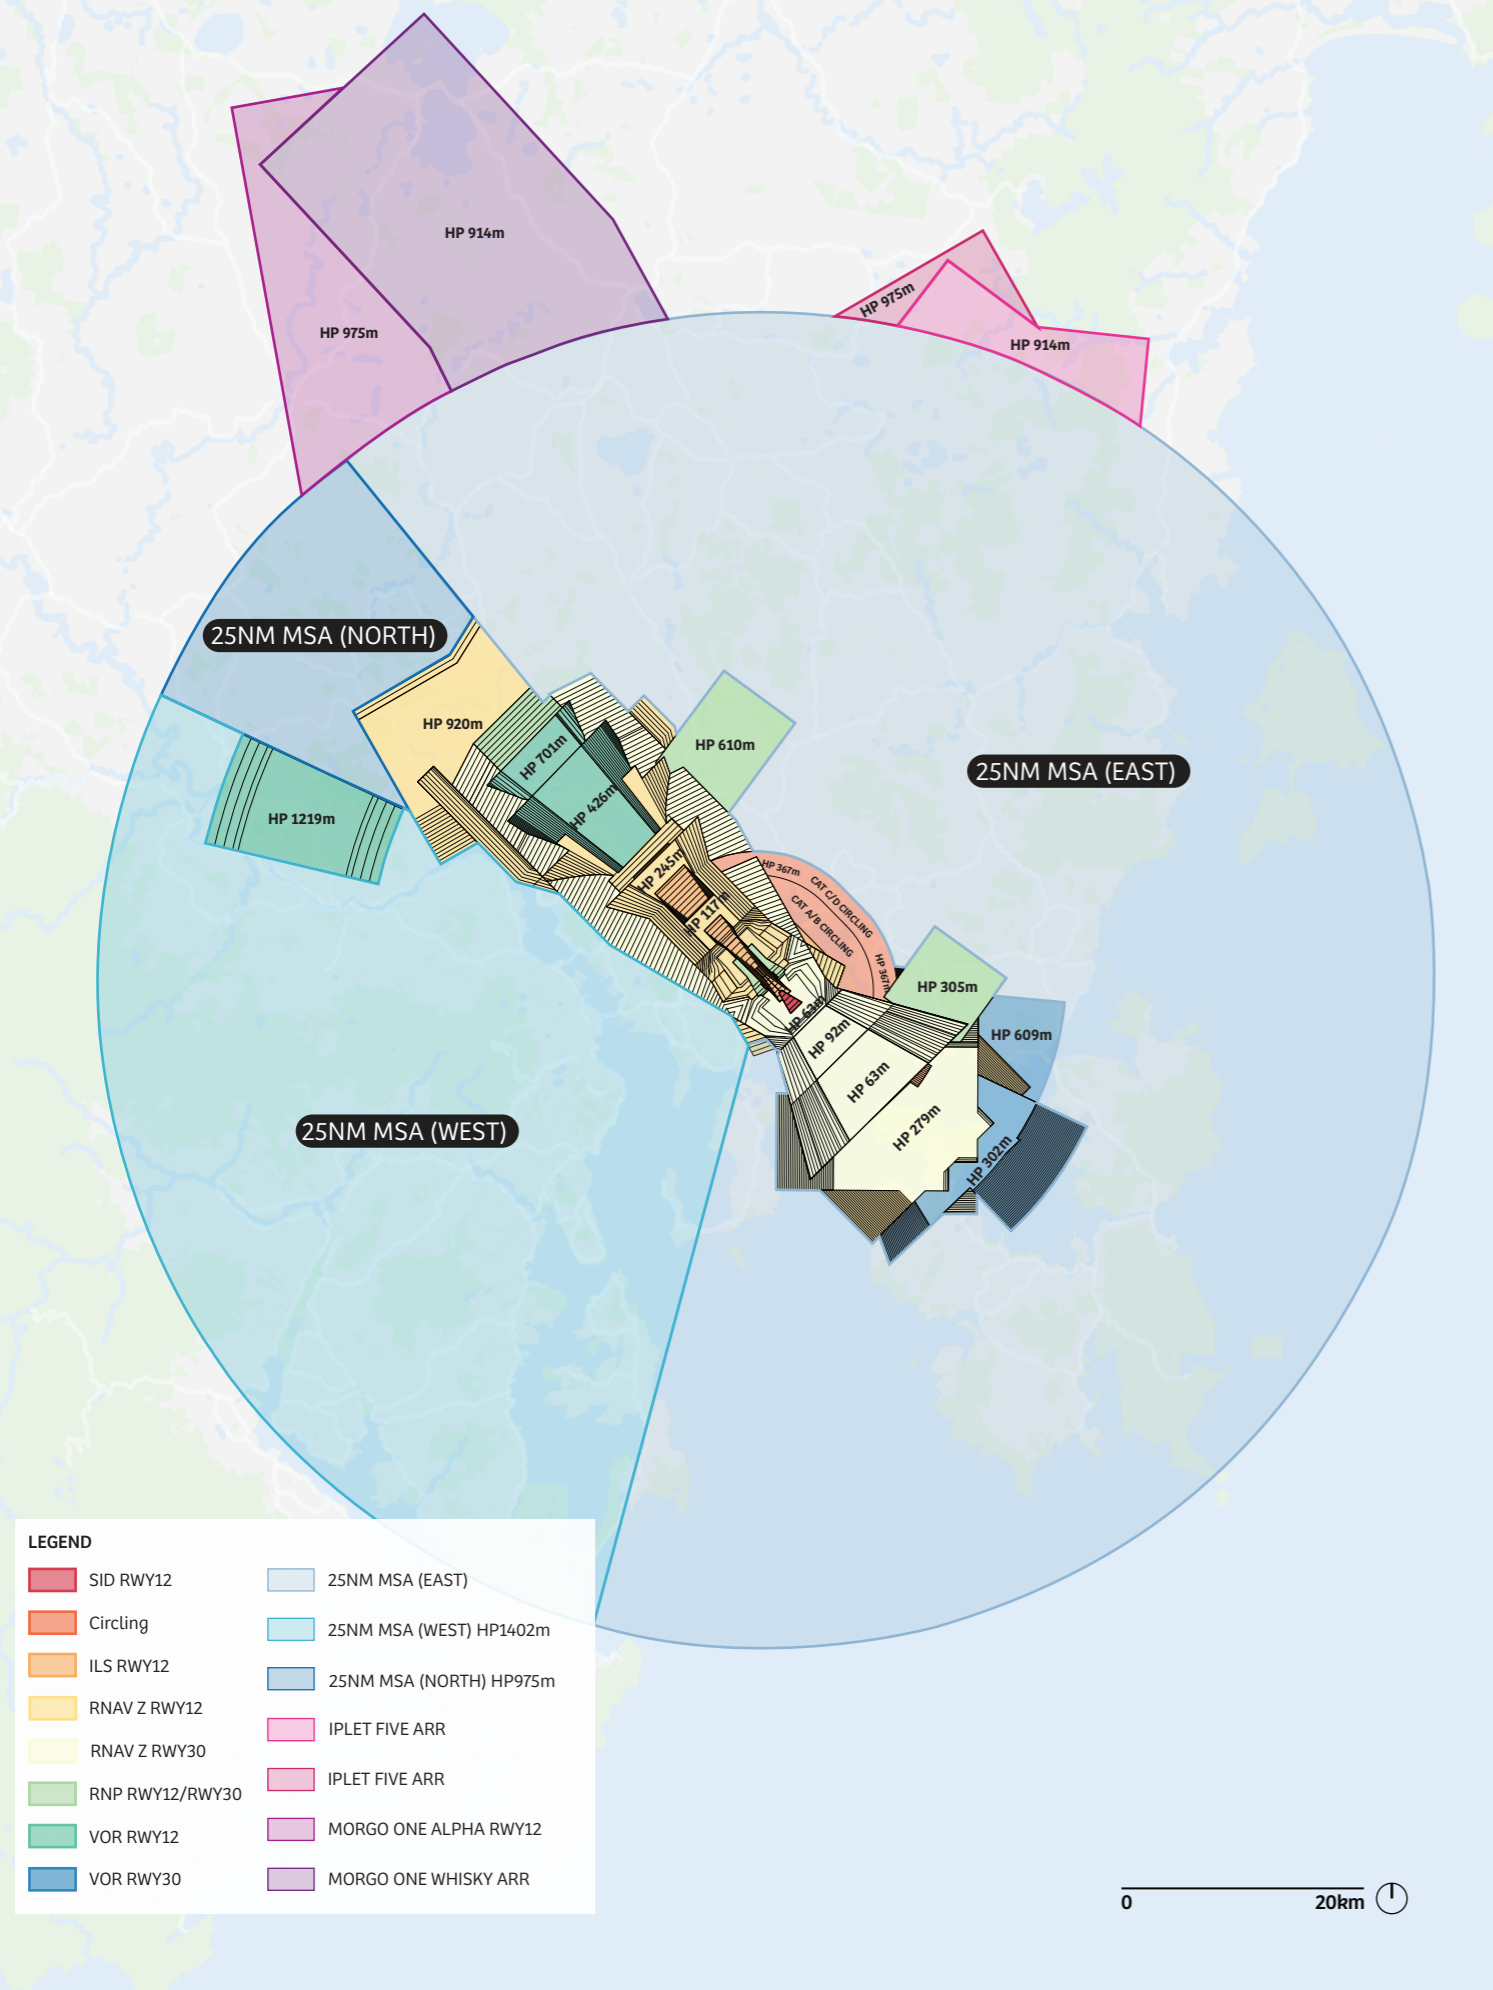 HP 914m
HP 975m
HP 975m
HP 914m
25NM MSA (NORTH)
HP 920m
HP 701m
HP 426m
HP 610m
25NM MSA (EAST)
HP 1219m
HP 245m
HP 117m
HP 367m
CAT C/D CIRCLING
CAT A/B CIRCLING
HP 367m
HP 305m
HP 63m
HP 92m
HP 63m
HP 609m
HP 279m
HP 302m
25NM MSA (WEST)
LEGEND
SID RWY12
Circling
ILS RWY12
RNAV Z RWY12
RNAV Z RWY30
RNP RWY12/RWY30
VOR RWY12
VOR RWY30
25NM MSA (EAST)
25NM MSA (WEST) HP1402m
25NM MSA (NORTH) HP975m
IPLET FIVE ARR
IPLET FIVE ARR
MORGO ONE ALPHA RWY12
MORGO ONE WHISKY ARR
0 20km